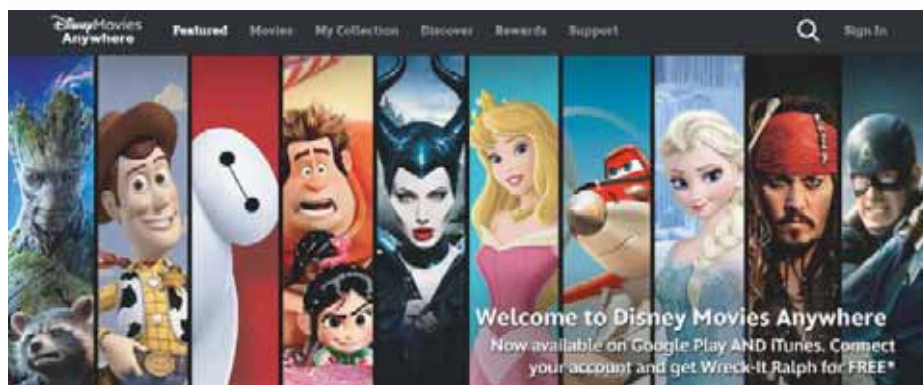 Disney Movies
Anywhere
Featured Movies My Collection Discover Rewards Support Sign In
Welcome to Disney Movies Anywhere
Now available on Google Play AND iTunes. Connect
your account and get Wreck-It Ralph for FREE*